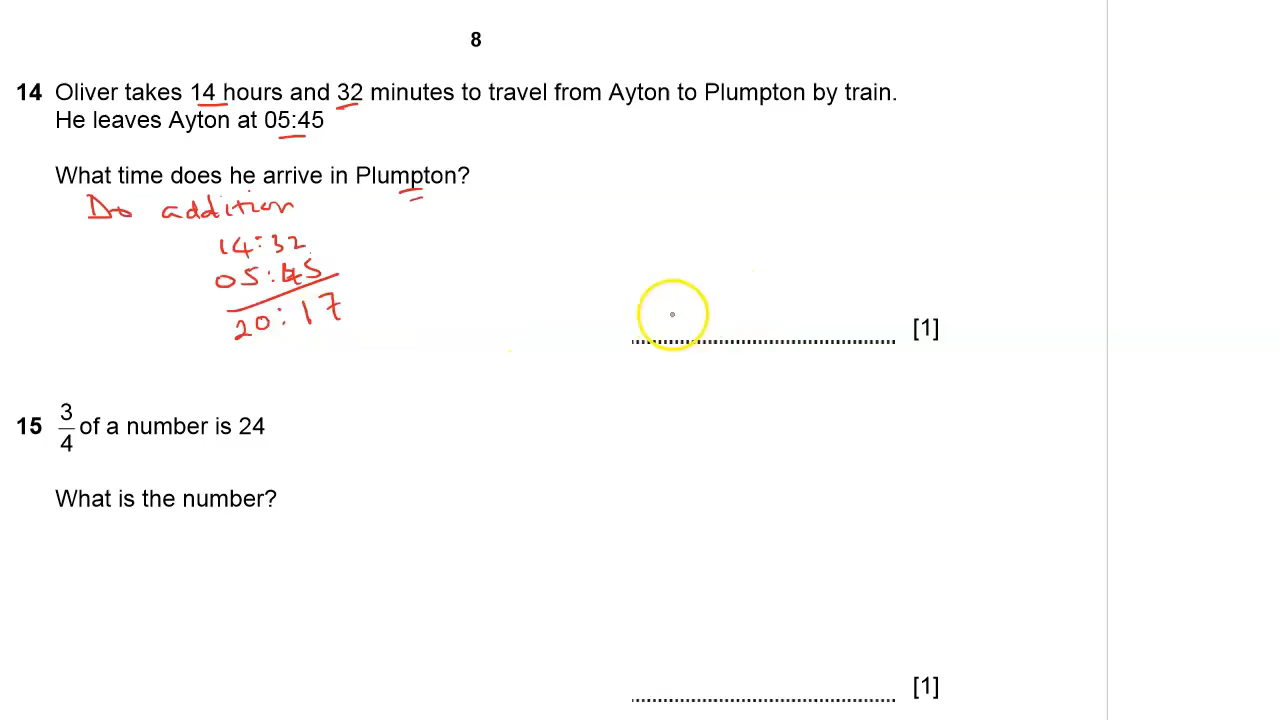 8
14 Oliver takes 14 hours and 32 minutes to travel from Ayton to Plumpton by train.
He leaves Ayton at 05:45
What time does he arrive in Plumpton?
Do addition
14:32
05:45
20:17
[1]
15 3/4 of a number is 24
What is the number?
[1]